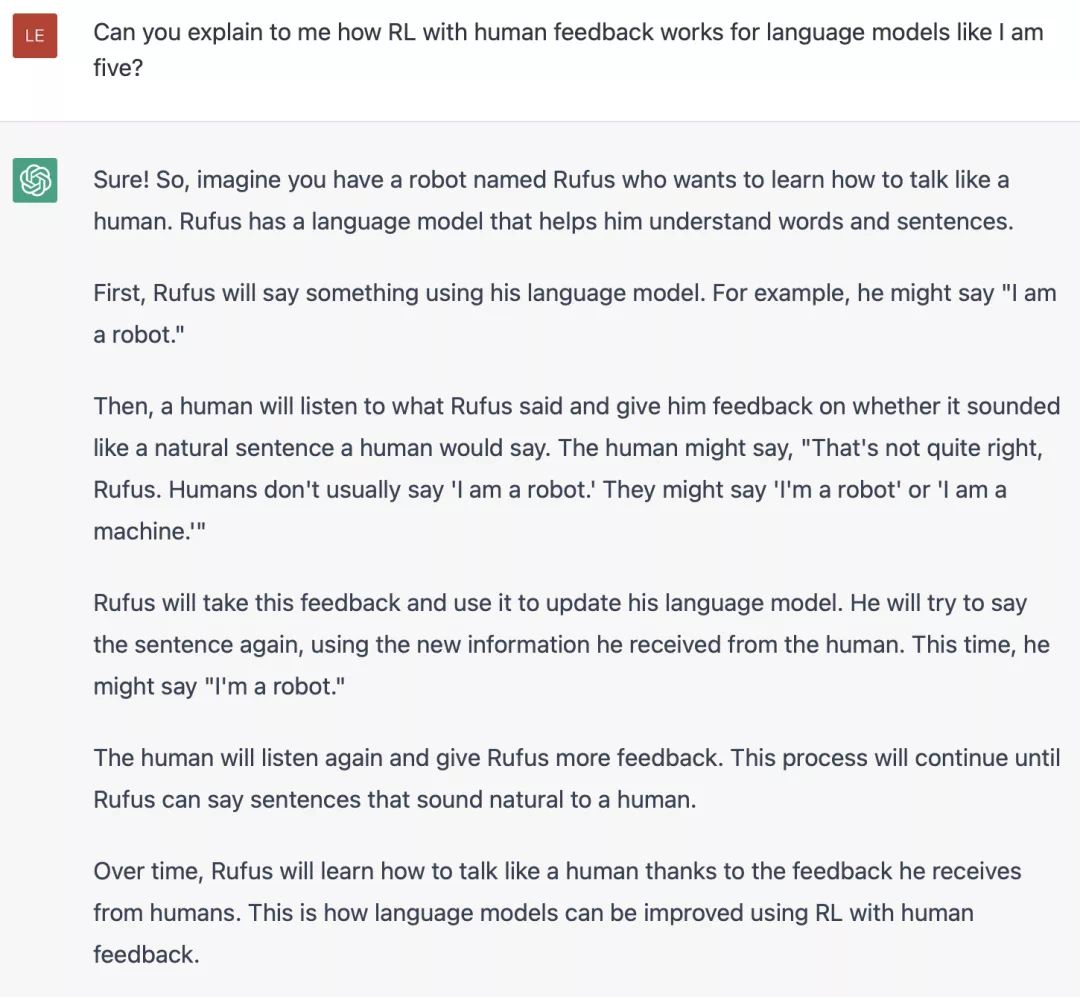 LE
Can you explain to me how RL with human feedback works for language models like I am
five?
Sure! So, imagine you have a robot named Rufus who wants to learn how to talk like a
human. Rufus has a language model that helps him understand words and sentences.
First, Rufus will say something using his language model. For example, he might say "I am
a robot."
Then, a human will listen to what Rufus said and give him feedback on whether it sounded
like a natural sentence a human would say. The human might say, "That's not quite right,
Rufus. Humans don't usually say 'I am a robot.' They might say 'I'm a robot' or 'I am a
machine.'"
Rufus will take this feedback and use it to update his language model. He will try to say
the sentence again, using the new information he received from the human. This time, he
might say "I'm a robot."
The human will listen again and give Rufus more feedback. This process will continue until
Rufus can say sentences that sound natural to a human.
Over time, Rufus will learn how to talk like a human thanks to the feedback he receives
from humans. This is how language models can be improved using RL with human
feedback.